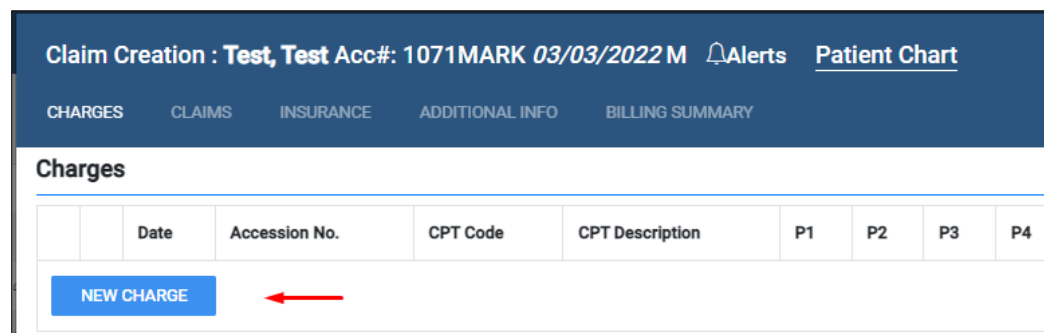 Claim Creation : Test, Test Acc#: 1071MARK 03/03/2022 M Alerts Patient Chart
CHARGES CLAIMS INSURANCE ADDITIONAL INFO BILLING SUMMARY
Charges
Date Accession No. CPT Code CPT Description P1 P2 P3 P4
NEW CHARGE